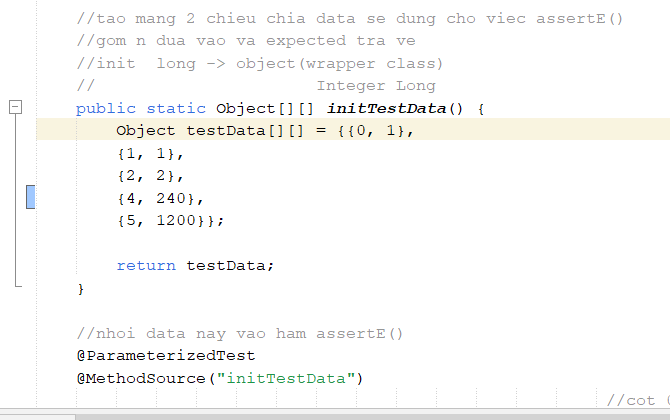 //tao mang 2 chieu chia data se dung cho viec assertE()
//gom n dua vao va expected tra ve
//init  long -> object(wrapper class)
//                      Integer Long
public static Object[][] initTestData() {
    Object testData[][] = {{0, 1},
    {1, 1},
    {2, 2},
    {4, 240},
    {5, 1200}};
    return testData;
}
//nhoi data nay vao ham assertE()
@ParameterizedTest
@MethodSource("initTestData")
//cot